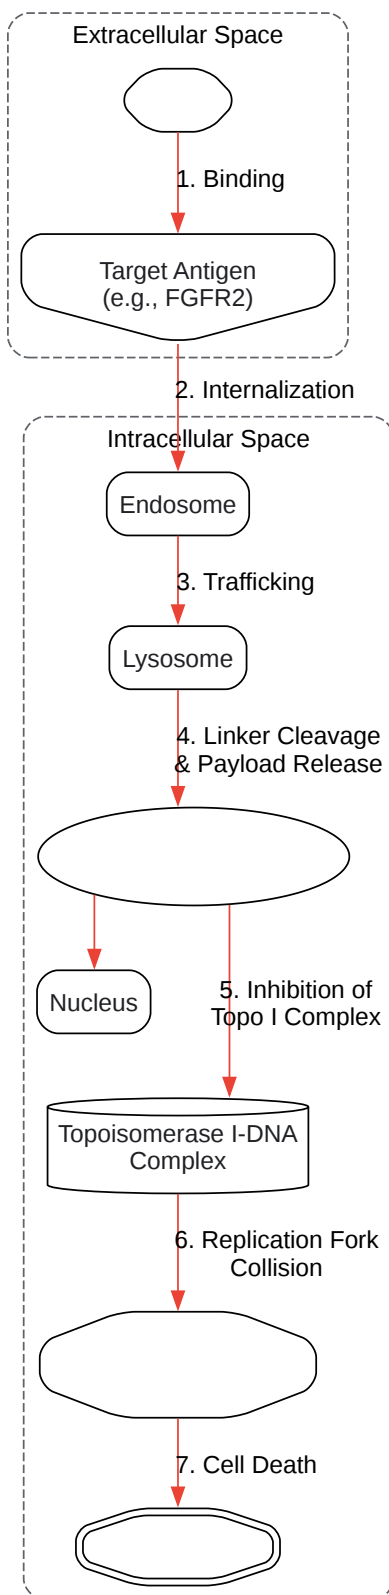 Extracellular Space
1. Binding
Target Antigen
(e.g., FGFR2)
2. Internalization
Intracellular Space
Endosome
3. Trafficking
Lysosome
4. Linker Cleavage
& Payload Release
Nucleus
5. Inhibition of
Topo I Complex
Topoisomerase I-DNA
Complex
6. Replication Fork
Collision
7. Cell Death